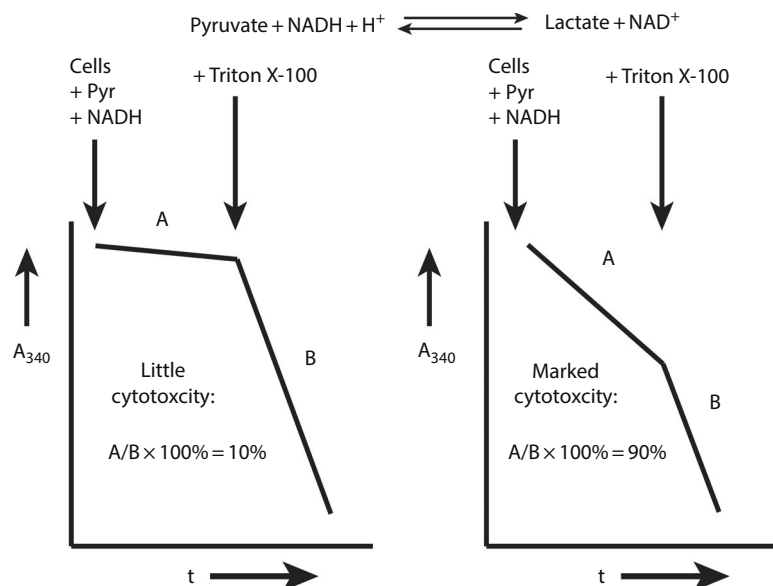 Pyruvate + NADH + H+ Lactate + NAD+
Cells
+ Pyr
+ NADH
+ Triton X-100
A
A340
B
Little
cytotoxcity:
A/B × 100% = 10%
t
Cells
+ Pyr
+ NADH
+ Triton X-100
A
A340
B
Marked
cytotoxcity:
A/B × 100% = 90%
t